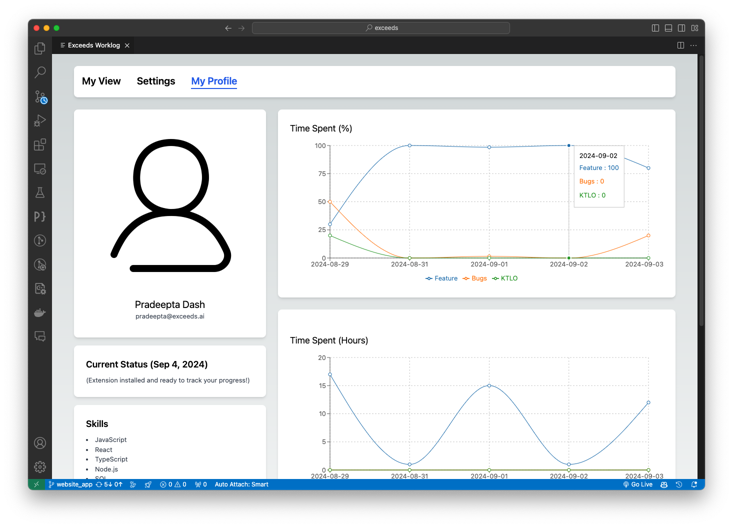 exceeds
Exceeds Worklog
My View Settings My Profile
Pradeepta Dash
pradeepta@exceeds.ai
Current Status (Sep 4, 2024)
(Extension installed and ready to track your progress!)
Skills
• JavaScript
• React
• TypeScript
• Node.js
• SQL
Time Spent (%)
100
75
50
25
0
2024-08-29 2024-08-31 2024-09-01 2024-09-02 2024-09-03
2024-09-02
Feature : 100
Bugs : 0
KTLO : 0
Feature Bugs KTLO
Time Spent (Hours)
20
15
10
5
0
2024-08-29 2024-08-31 2024-09-01 2024-09-02 2024-09-03
website_app 5↓ 0↑ 0 0 0 Auto Attach: Smart Go Live